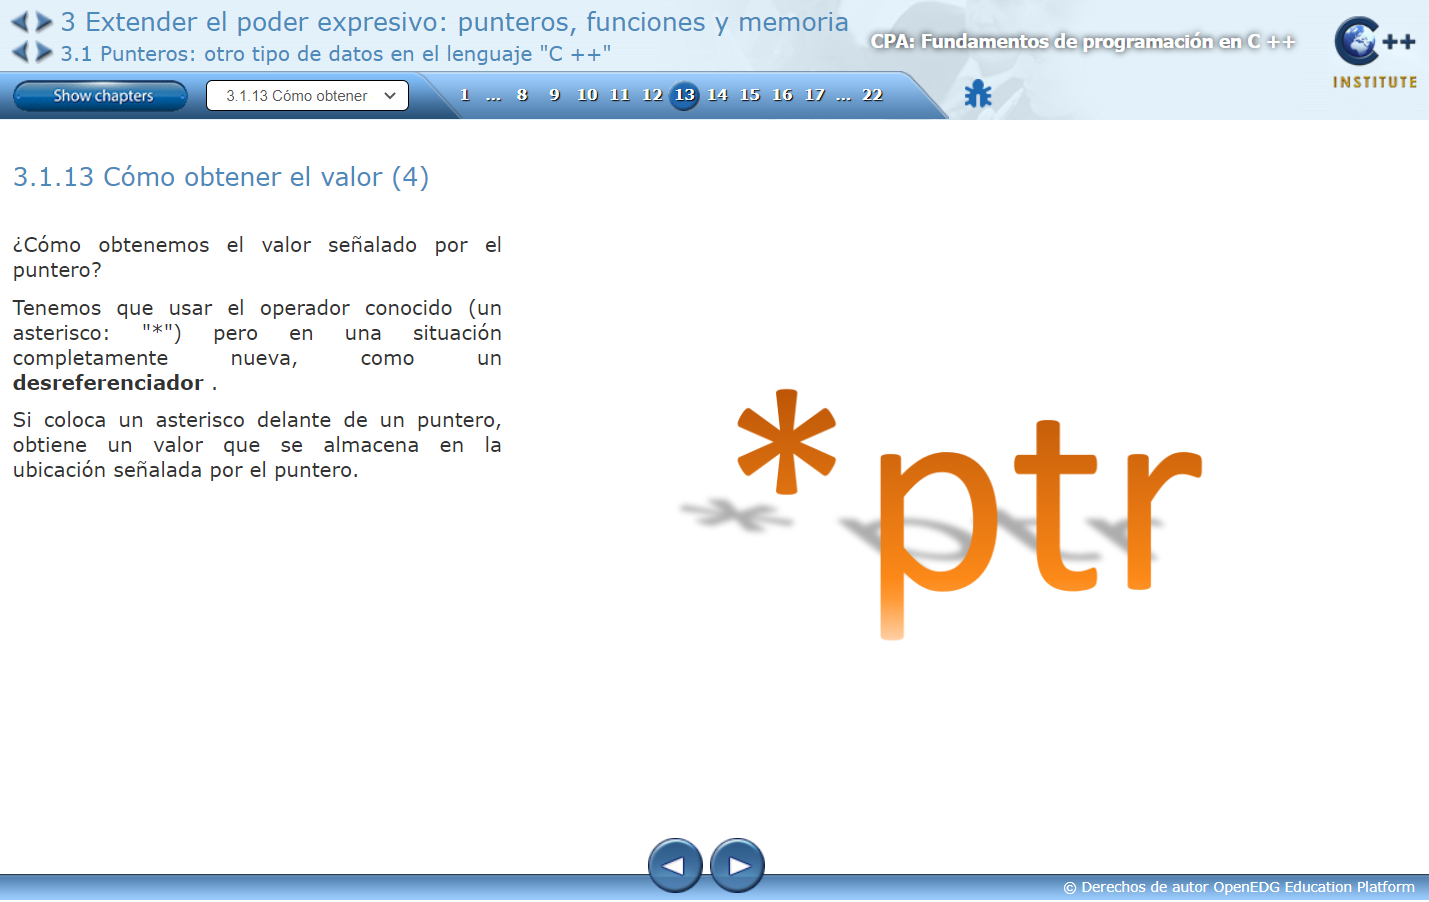 3 Extender el poder expresivo: punteros, funciones y memoria
3.1 Punteros: otro tipo de datos en el lenguaje "C ++"
CPA: Fundamentos de programación en C ++
C++
INSTITUTE
Show chapters
3.1.13 Cómo obtener
1 ... 8 9 10 11 12 13 14 15 16 17 ... 22
3.1.13 Cómo obtener el valor (4)
¿Cómo obtenemos el valor señalado por el
puntero?
Tenemos que usar el operador conocido (un
asterisco: "*") pero en una situación
completamente nueva, como un
desreferenciador .
Si coloca un asterisco delante de un puntero,
obtiene un valor que se almacena en la
ubicación señalada por el puntero.
*ptr
© Derechos de autor OpenEDG Education Platform